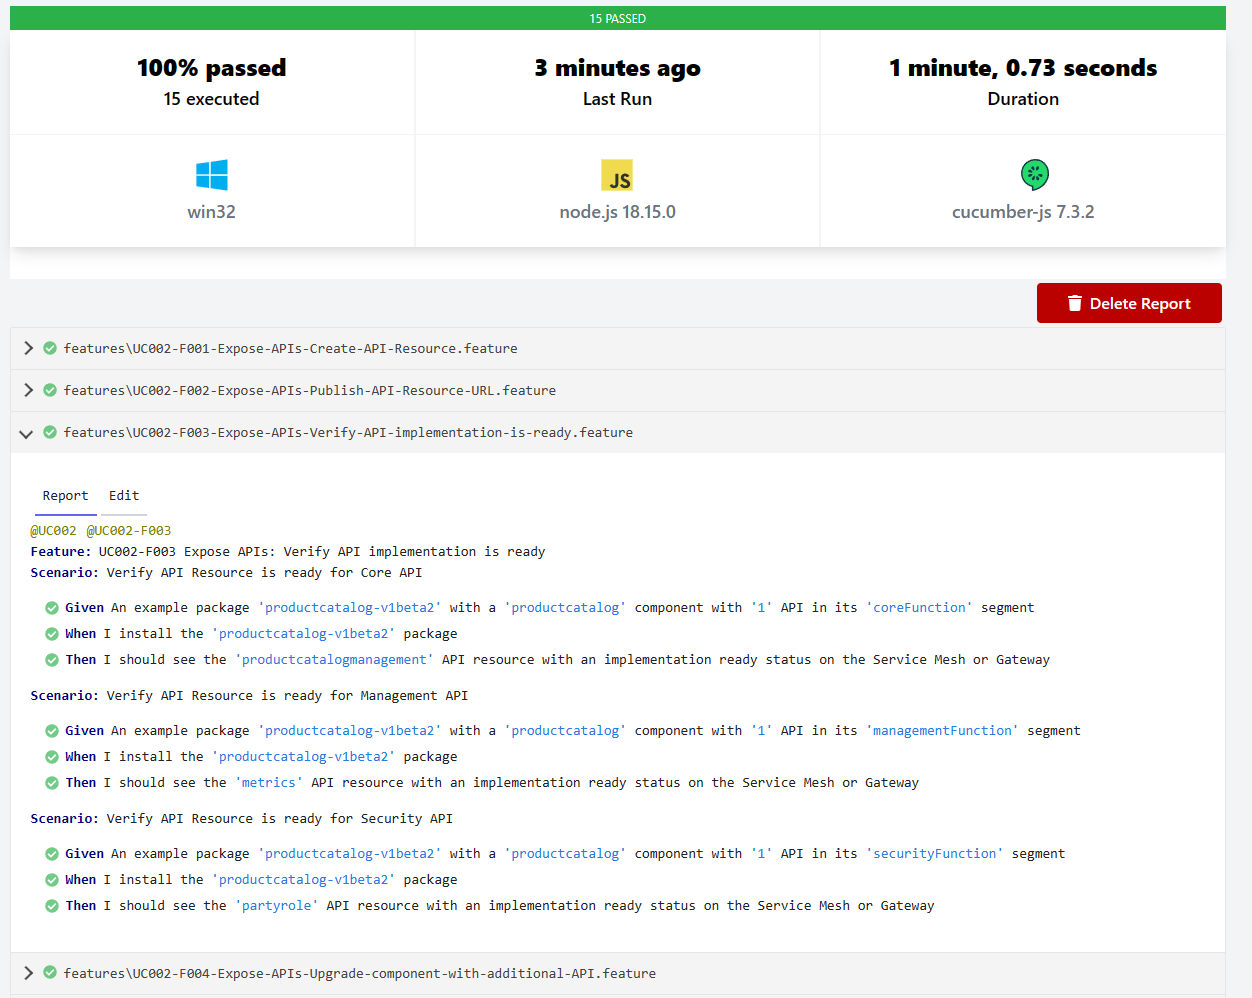 15 PASSED
100% passed
15 executed
3 minutes ago
Last Run
1 minute, 0.73 seconds
Duration
win32
JS
node.js 18.15.0
cucumber-js 7.3.2
Delete Report
features\UC002-F001-Expose-APIs-Create-API-Resource.feature
features\UC002-F002-Expose-APIs-Publish-API-Resource-URL.feature
features\UC002-F003-Expose-APIs-Verify-API-implementation-is-ready.feature
Report Edit
@UC002 @UC002-F003
Feature: UC002-F003 Expose APIs: Verify API implementation is ready
Scenario: Verify API Resource is ready for Core API
Given An example package 'productcatalog-v1beta2' with a 'productcatalog' component with '1' API in its 'coreFunction' segment
When I install the 'productcatalog-v1beta2' package
Then I should see the 'productcatalogmanagement' API resource with an implementation ready status on the Service Mesh or Gateway
Scenario: Verify API Resource is ready for Management API
Given An example package 'productcatalog-v1beta2' with a 'productcatalog' component with '1' API in its 'managementFunction' segment
When I install the 'productcatalog-v1beta2' package
Then I should see the 'metrics' API resource with an implementation ready status on the Service Mesh or Gateway
Scenario: Verify API Resource is ready for Security API
Given An example package 'productcatalog-v1beta2' with a 'productcatalog' component with '1' API in its 'securityFunction' segment
When I install the 'productcatalog-v1beta2' package
Then I should see the 'partyrole' API resource with an implementation ready status on the Service Mesh or Gateway
features\UC002-F004-Expose-APIs-Upgrade-component-with-additional-API.feature